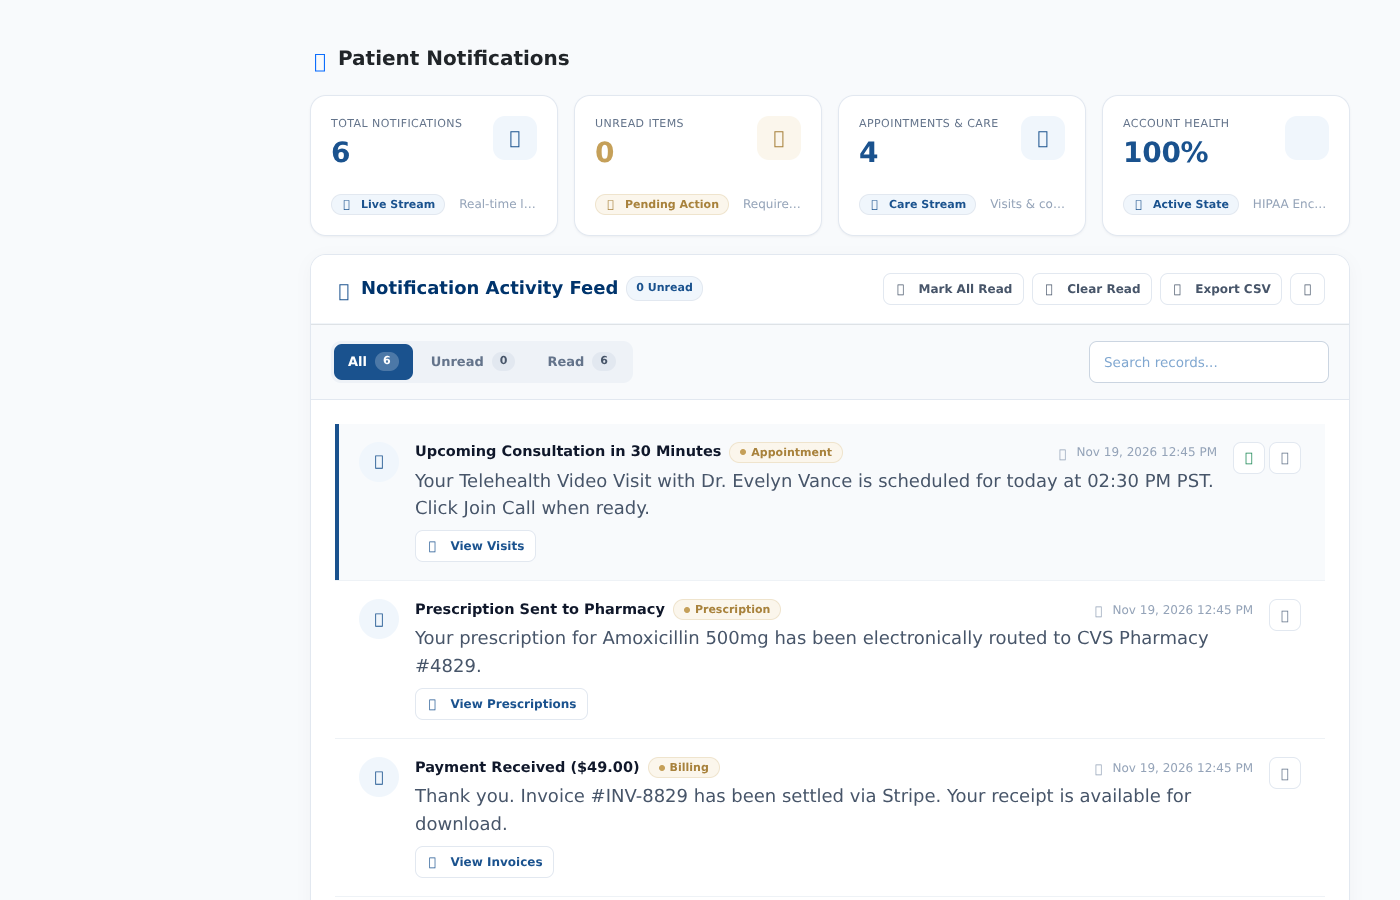 Patient Notifications
TOTAL NOTIFICATIONS
6
Live Stream Real-time l...
UNREAD ITEMS
0
Pending Action Require...
APPOINTMENTS & CARE
4
Care Stream Visits & co...
ACCOUNT HEALTH
100%
Active State HIPAA Enc...
Notification Activity Feed 0 Unread
Mark All Read Clear Read Export CSV
All 6 Unread 0 Read 6
Search records...
Upcoming Consultation in 30 Minutes Appointment Nov 19, 2026 12:45 PM
Your Telehealth Video Visit with Dr. Evelyn Vance is scheduled for today at 02:30 PM PST.
Click Join Call when ready.
View Visits
Prescription Sent to Pharmacy Prescription Nov 19, 2026 12:45 PM
Your prescription for Amoxicillin 500mg has been electronically routed to CVS Pharmacy
#4829.
View Prescriptions
Payment Received ($49.00) Billing Nov 19, 2026 12:45 PM
Thank you. Invoice #INV-8829 has been settled via Stripe. Your receipt is available for
download.
View Invoices